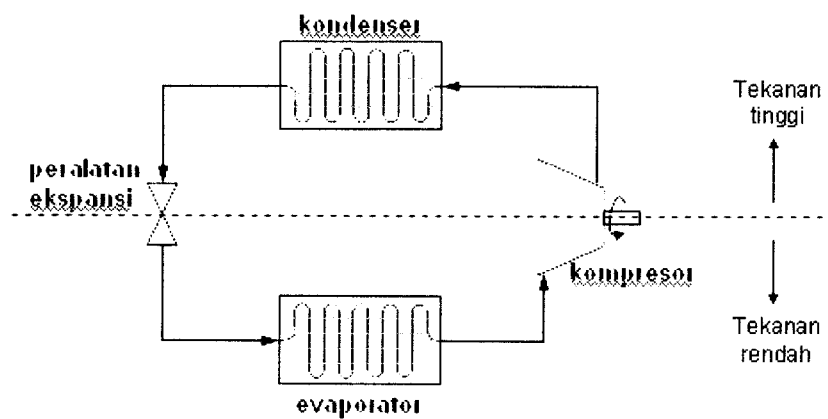 kondenser
Tekanan
tinggi
peralatan
ekspansi
kompresor
Tekanan
rendah
evaporator